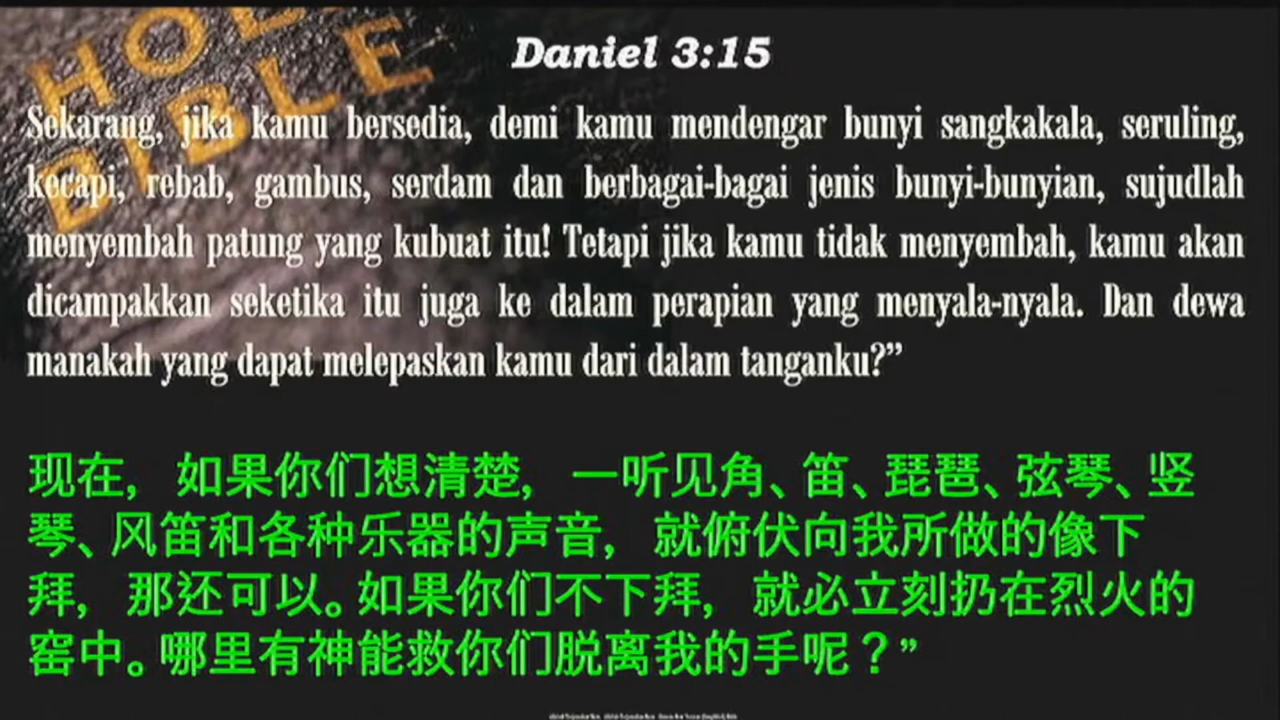 HOLY
BIBLE
Daniel 3:15
Sekarang, jika kamu bersedia, demi kamu mendengar bunyi sangkakala, seruling,
kecapi, rebab, gambus, serdam dan berbagai-bagai jenis bunyi-bunyian, sujudlah
menyembah patung yang kubuat itu! Tetapi jika kamu tidak menyembah, kamu akan
dicampakkan seketika itu juga ke dalam perapian yang menyala-nyala. Dan dewa
manakah yang dapat melepaskan kamu dari dalam tanganku?”
现在, 如果你们想清楚, 一听见角、笛、琵琶、弦琴、竖
琴、风笛和各种乐器的声音, 就俯伏向我所做的像下
拜, 那还可以。如果你们不下拜, 就必立刻扔在烈火的
窑中。哪里有神能救你们脱离我的手呢？”